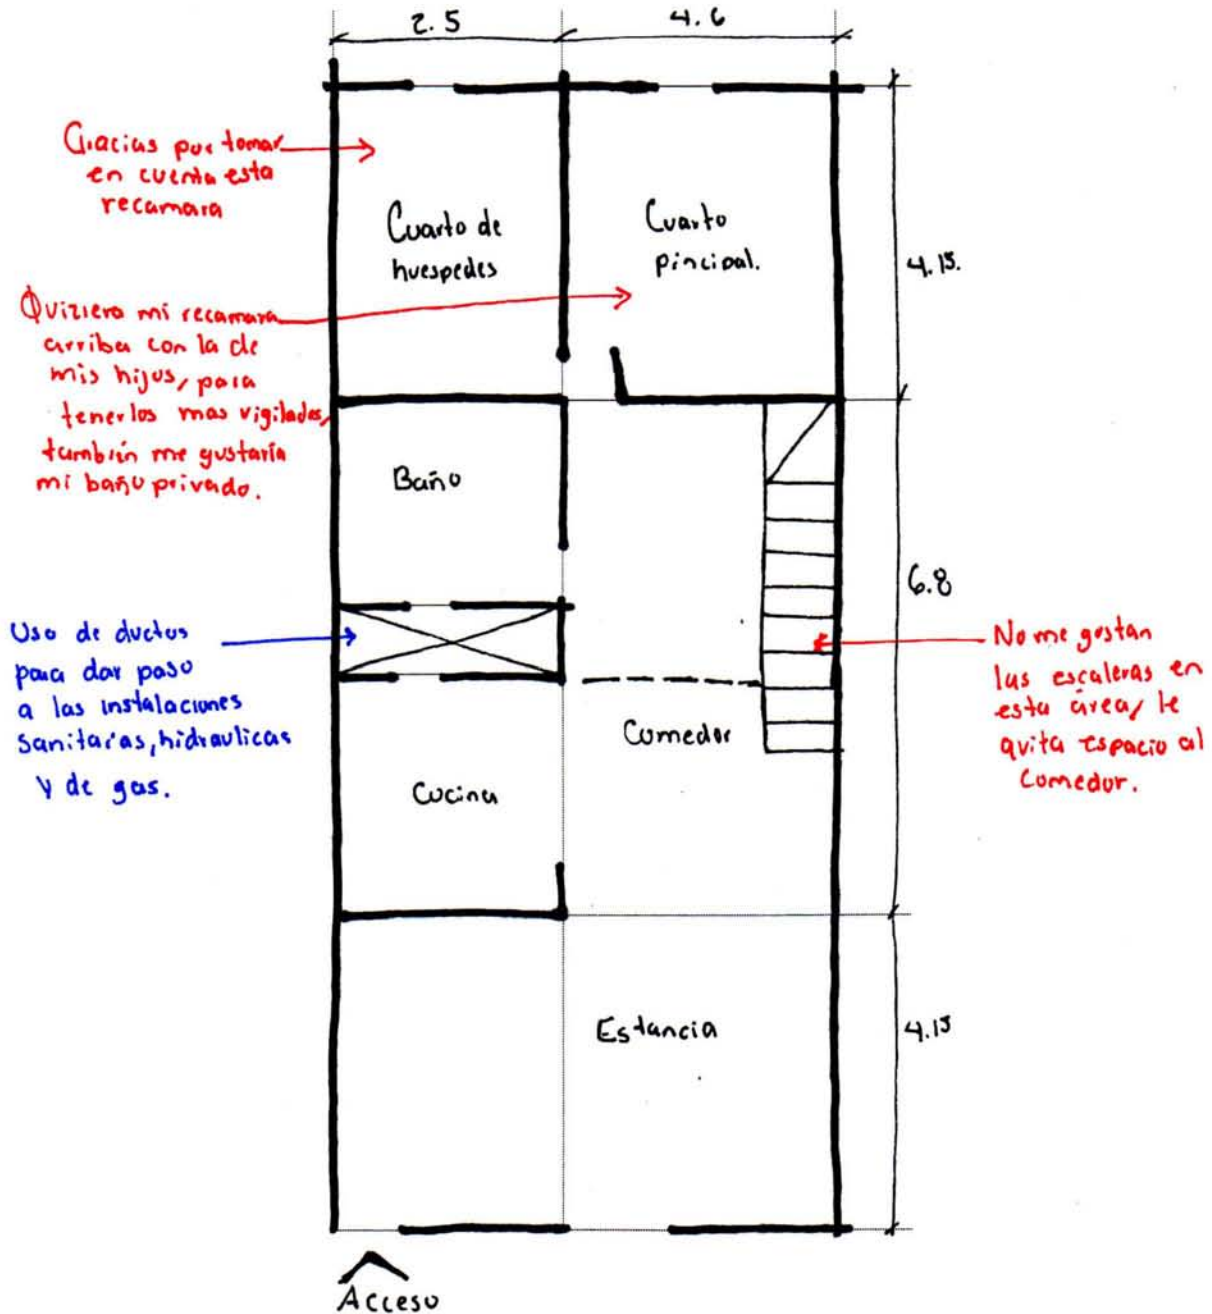 2.5
4.6
Gracias por tomar
en cuenta esta
recamara
Cuarto de
huespedes
Cuarto
pincipal.
4.15.
Quiziera mi recamara
arriba con la de
mis hijos, para
tenerlos mas vigilados,
también me gustaría
mi baño privado.
Baño
6.8
Uso de ductos
para dar paso
a las instalaciones
sanitaras, hidraulicas
y de gas.
No me gustan
las escaleras en
esta área, le
quita espacio al
comedor.
Comedor
Cocina
Estancia
4.15
Acceso